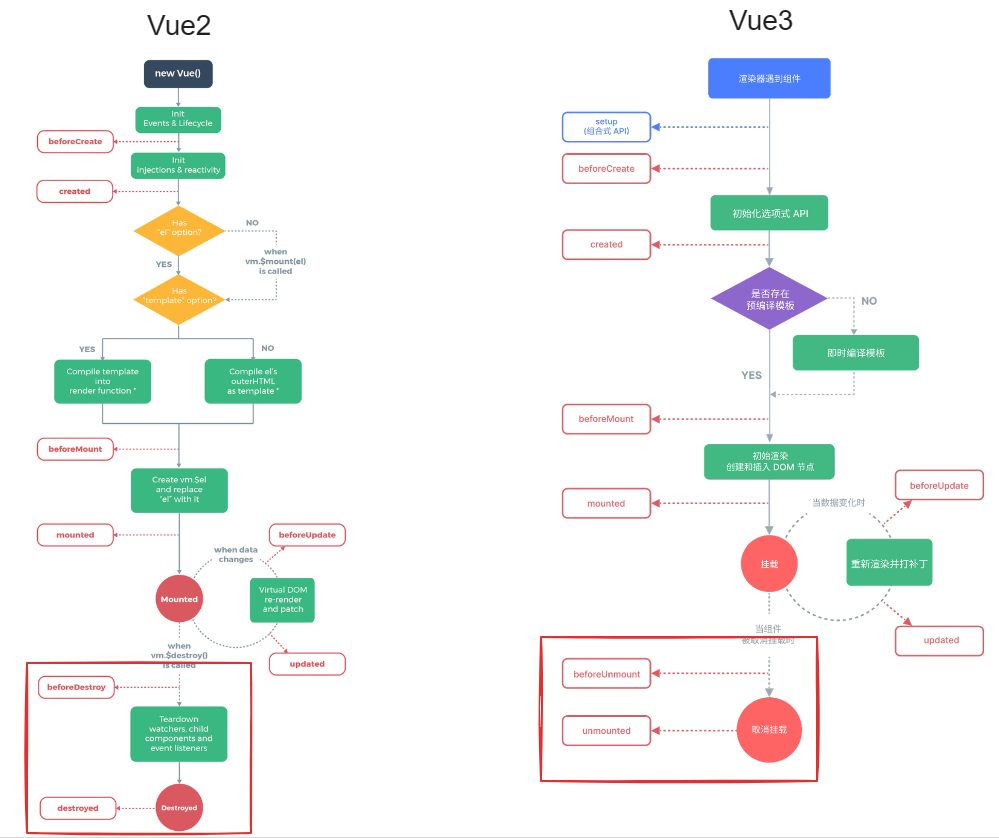 Vue2
new Vue()
Init
Events & Lifecycle
beforeCreate
Init
injections & reactivity
created
Has
"el" option?
NO
when
vm.$mount(el)
is called
YES
Has
"template" option?
YES
NO
Compile template
into
render function *
Compile el's
outerHTML
as template *
beforeMount
Create vm.$el
and replace
"el" with it
mounted
when data
changes
beforeUpdate
Mounted
Virtual DOM
re-render
and patch
updated
when
vm.$destroy()
is called
beforeDestroy
Teardown
watchers, child
components and
event listeners
destroyed
Destroyed
Vue3
渲染器遇到组件
setup
(组合式 API)
beforeCreate
初始化选项式 API
created
是否存在
预编译模板
NO
即时编译模板
YES
beforeMount
初始渲染
创建和插入 DOM 节点
mounted
当数据变化时
beforeUpdate
挂载
重新渲染并打补丁
updated
当组件
被取消挂载时
beforeUnmount
unmounted
取消挂载